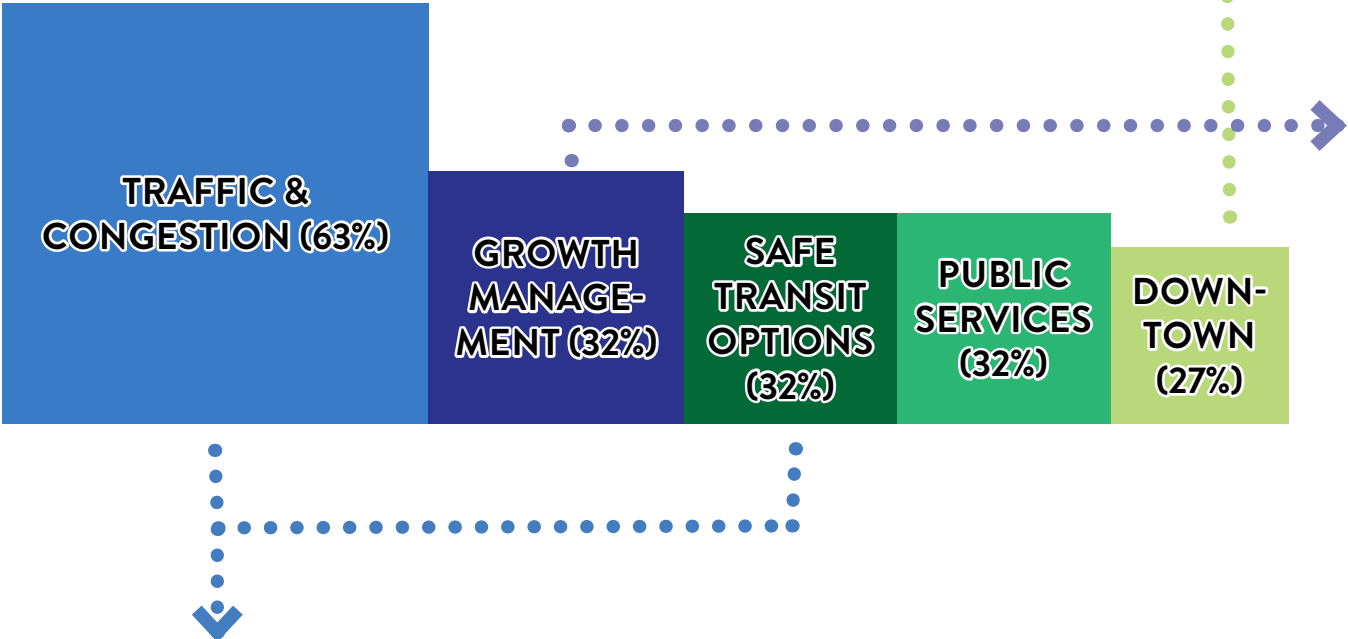 TRAFFIC &
CONGESTION (63%)
GROWTH
MANAGE-
MENT (32%)
SAFE
TRANSIT
OPTIONS
(32%)
PUBLIC
SERVICES
(32%)
DOWN-
TOWN
(27%)